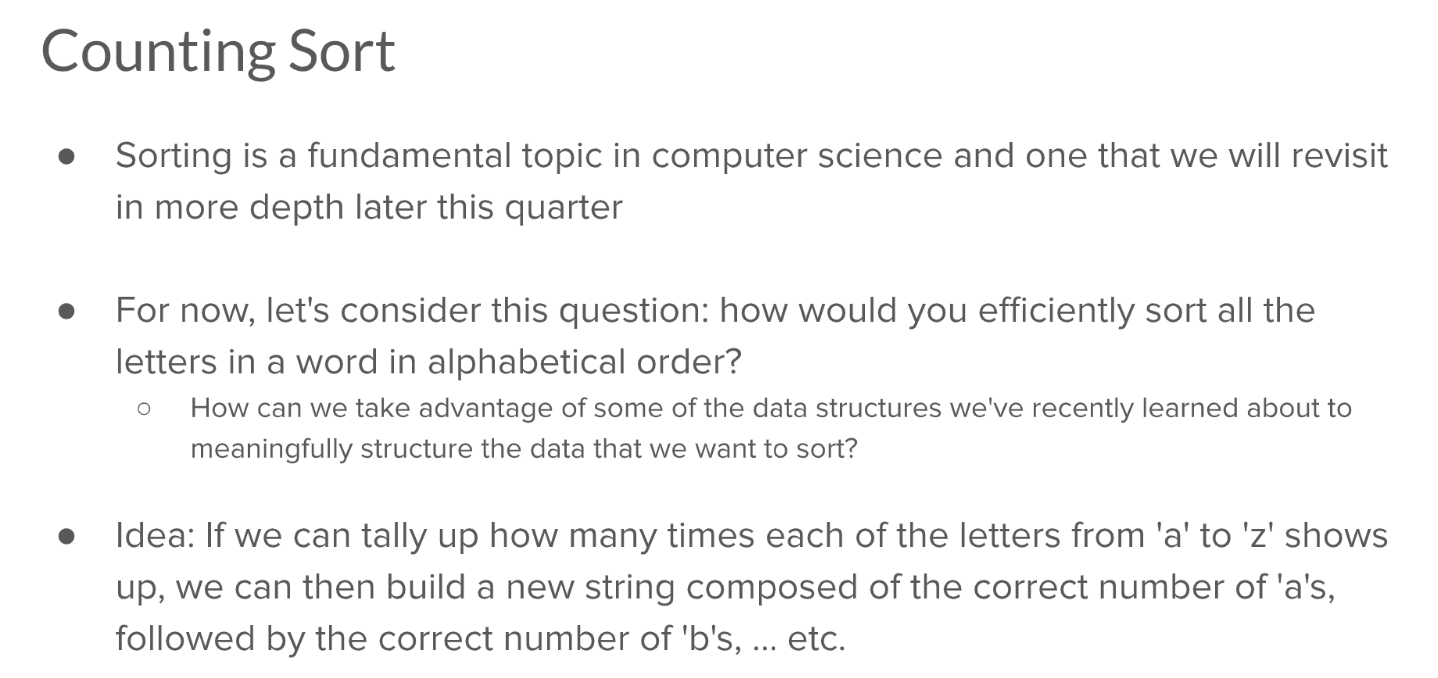 Counting Sort
● Sorting is a fundamental topic in computer science and one that we will revisit
in more depth later this quarter
● For now, let's consider this question: how would you efficiently sort all the
letters in a word in alphabetical order?
○ How can we take advantage of some of the data structures we've recently learned about to
meaningfully structure the data that we want to sort?
● Idea: If we can tally up how many times each of the letters from 'a' to 'z' shows
up, we can then build a new string composed of the correct number of 'a's,
followed by the correct number of 'b's, ... etc.